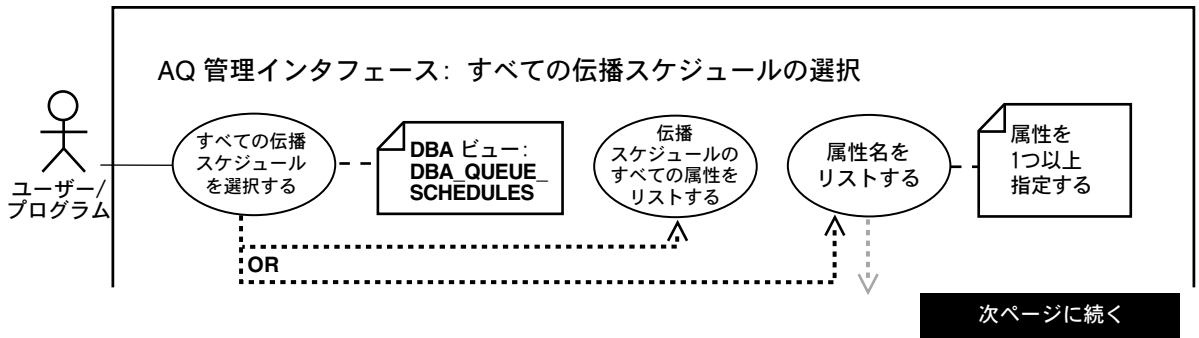 AQ 管理インタフェース: すべての伝播スケジュールの選択
ユーザー/
プログラム
すべての伝播
スケジュール
を選択する
DBA ビュー:
DBA_QUEUE_
SCHEDULES
伝播
スケジュールの
すべての属性を
リストする
属性名を
リストする
属性を
1つ以上
指定する
OR
次ページに続く